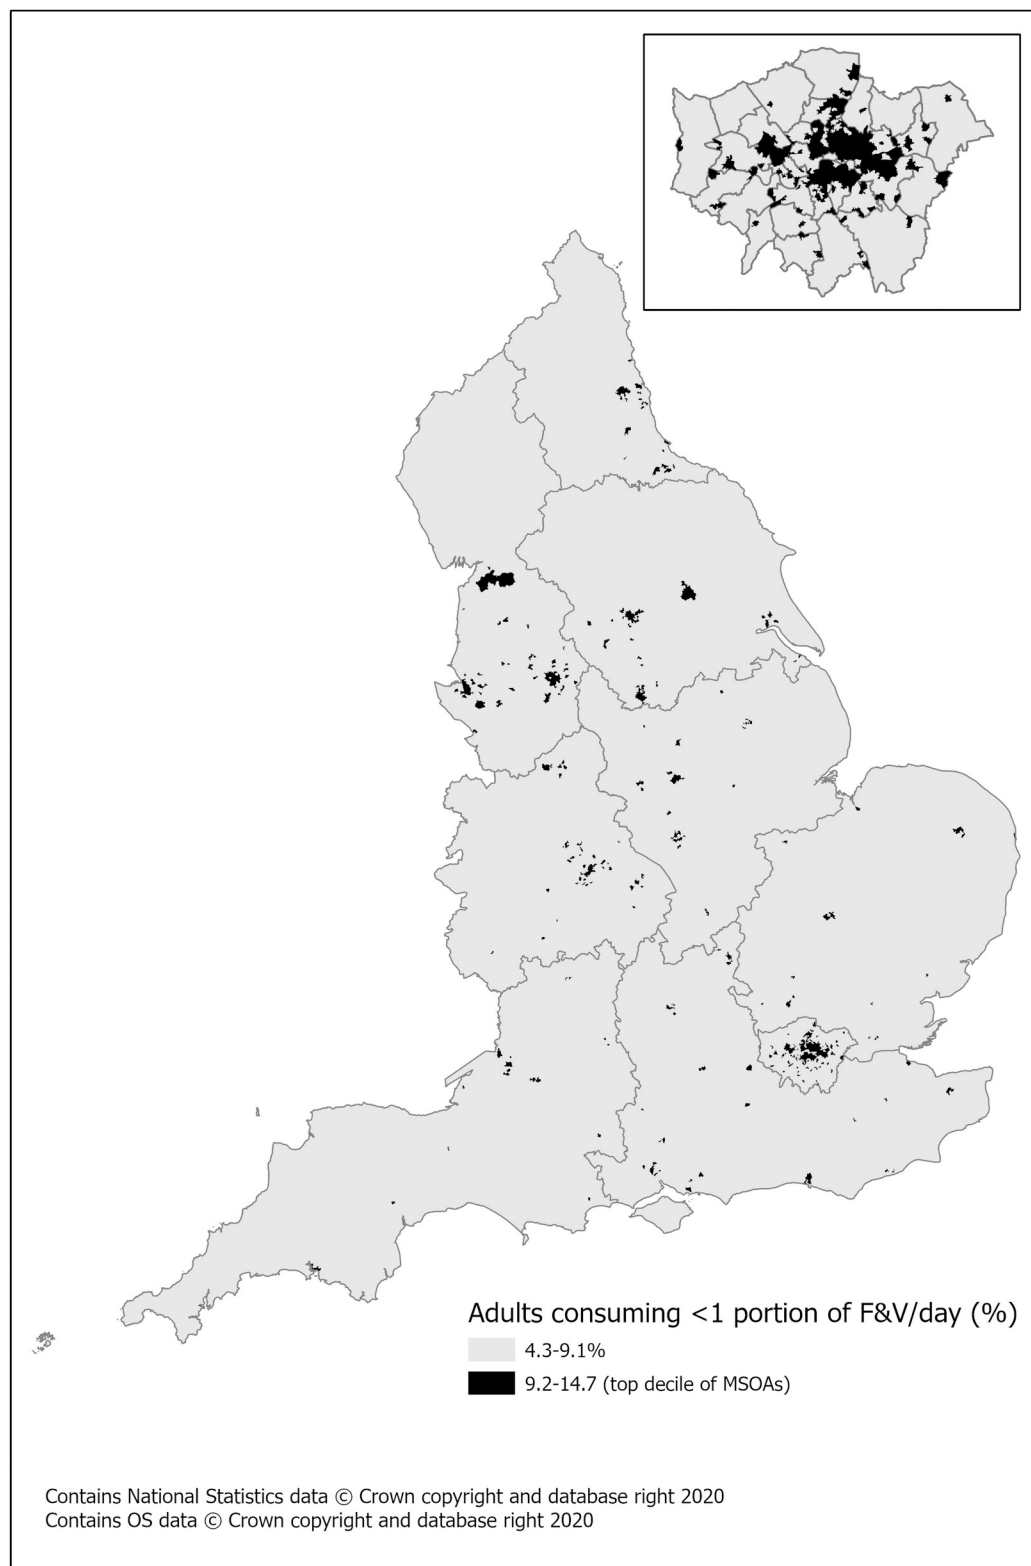 Adults consuming <1 portion of F&V/day (%)
4.3-9.1%
9.2-14.7 (top decile of MSOAs)
Contains National Statistics data © Crown copyright and database right 2020
Contains OS data © Crown copyright and database right 2020